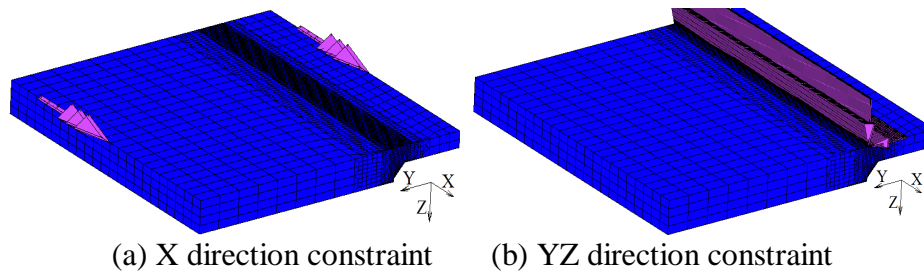 Y X Y X
Z Z
(a) X direction constraint (b) YZ direction constraint